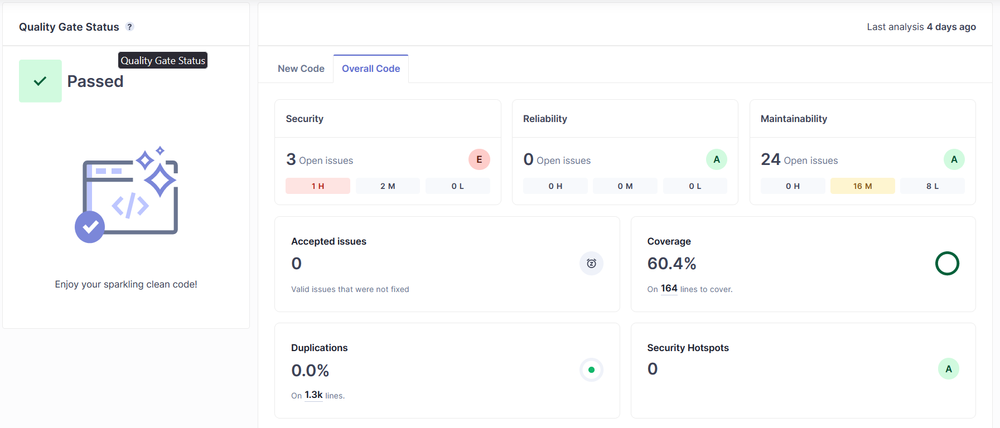 Quality Gate Status ?
Quality Gate Status
Passed
Enjoy your sparkling clean code!
Last analysis 4 days ago
New Code
Overall Code
Security
3 Open issues
E
1 H
2 M
0 L
Reliability
0 Open issues
A
0 H
0 M
0 L
Maintainability
24 Open issues
A
0 H
16 M
8 L
Accepted issues
0
Valid issues that were not fixed
Coverage
60.4%
On 164 lines to cover.
Duplications
0.0%
On 1.3k lines.
Security Hotspots
0
A